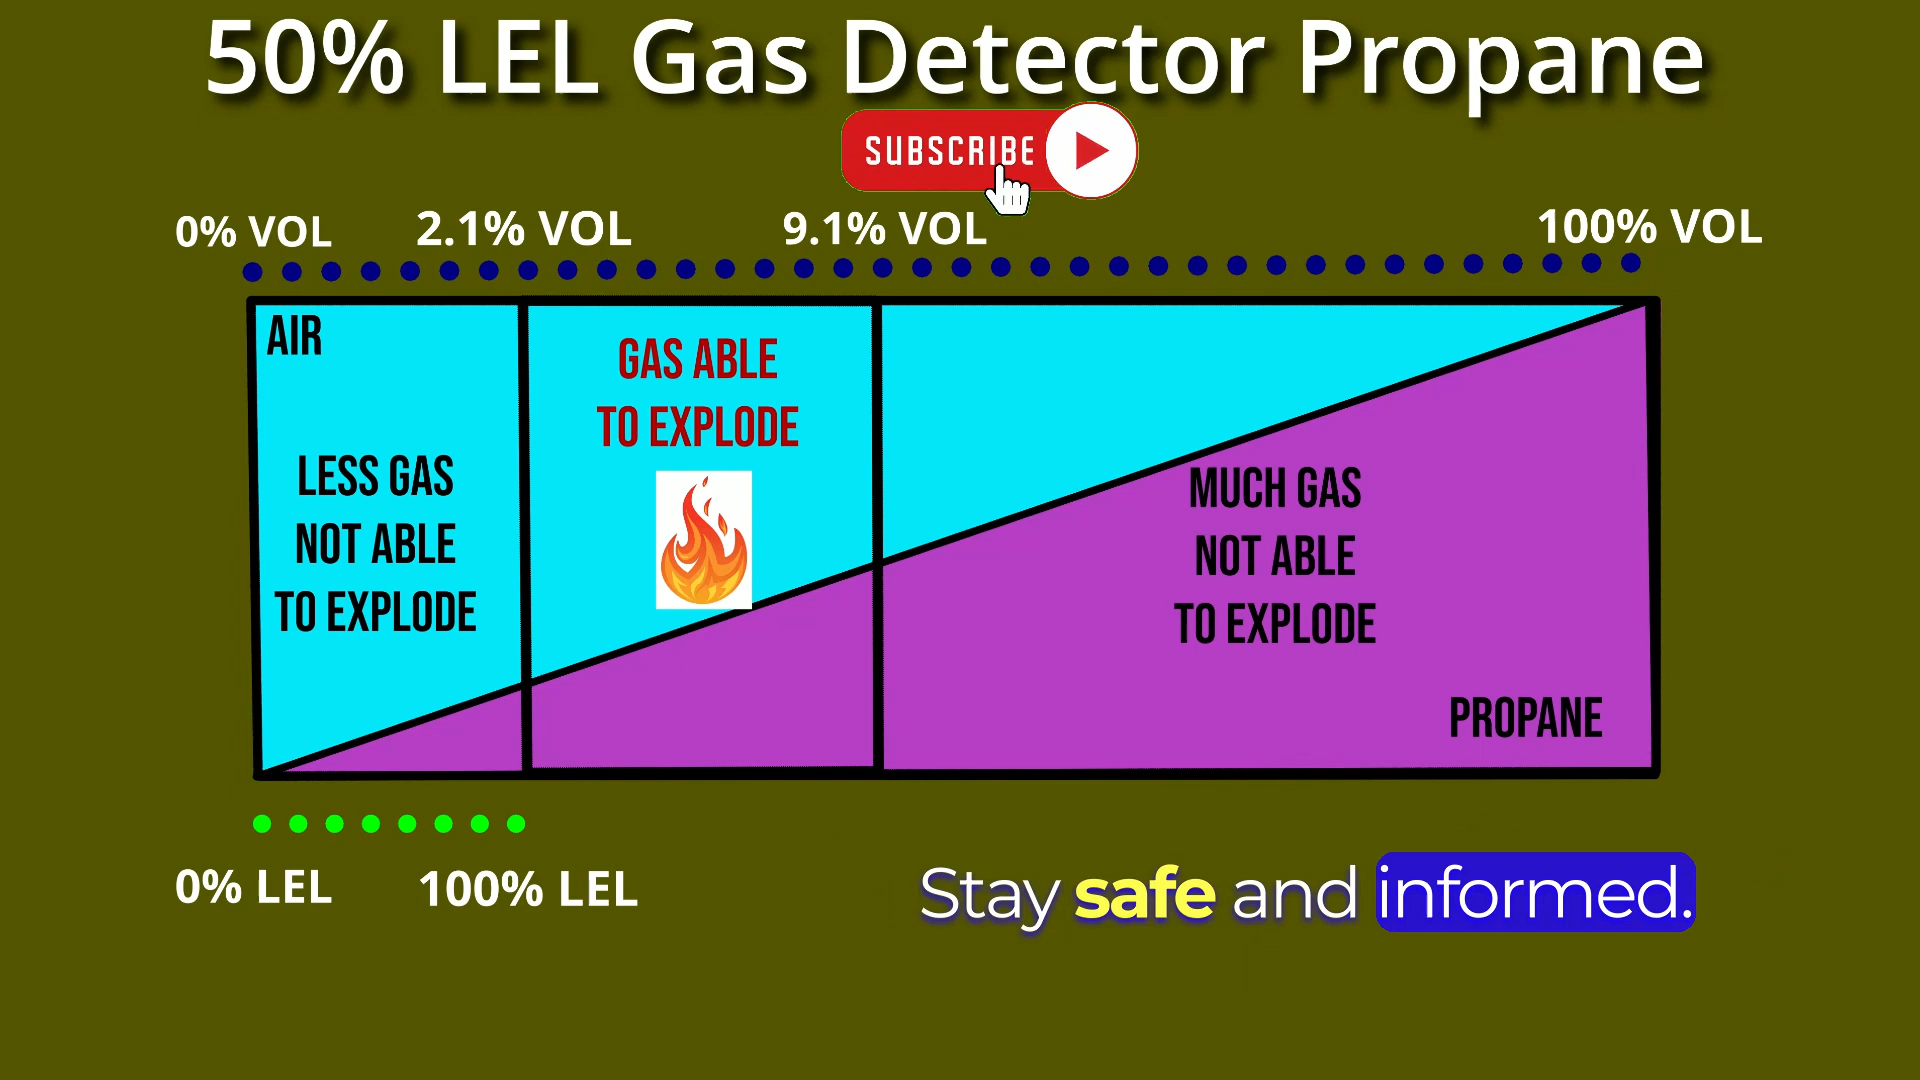 50% LEL Gas Detector Propane
SUBSCRIBE
0% VOL 2.1% VOL 9.1% VOL 100% VOL
AIR
GAS ABLE
TO EXPLODE
LESS GAS
NOT ABLE
TO EXPLODE
MUCH GAS
NOT ABLE
TO EXPLODE
PROPANE
0% LEL 100% LEL
Stay safe and informed.